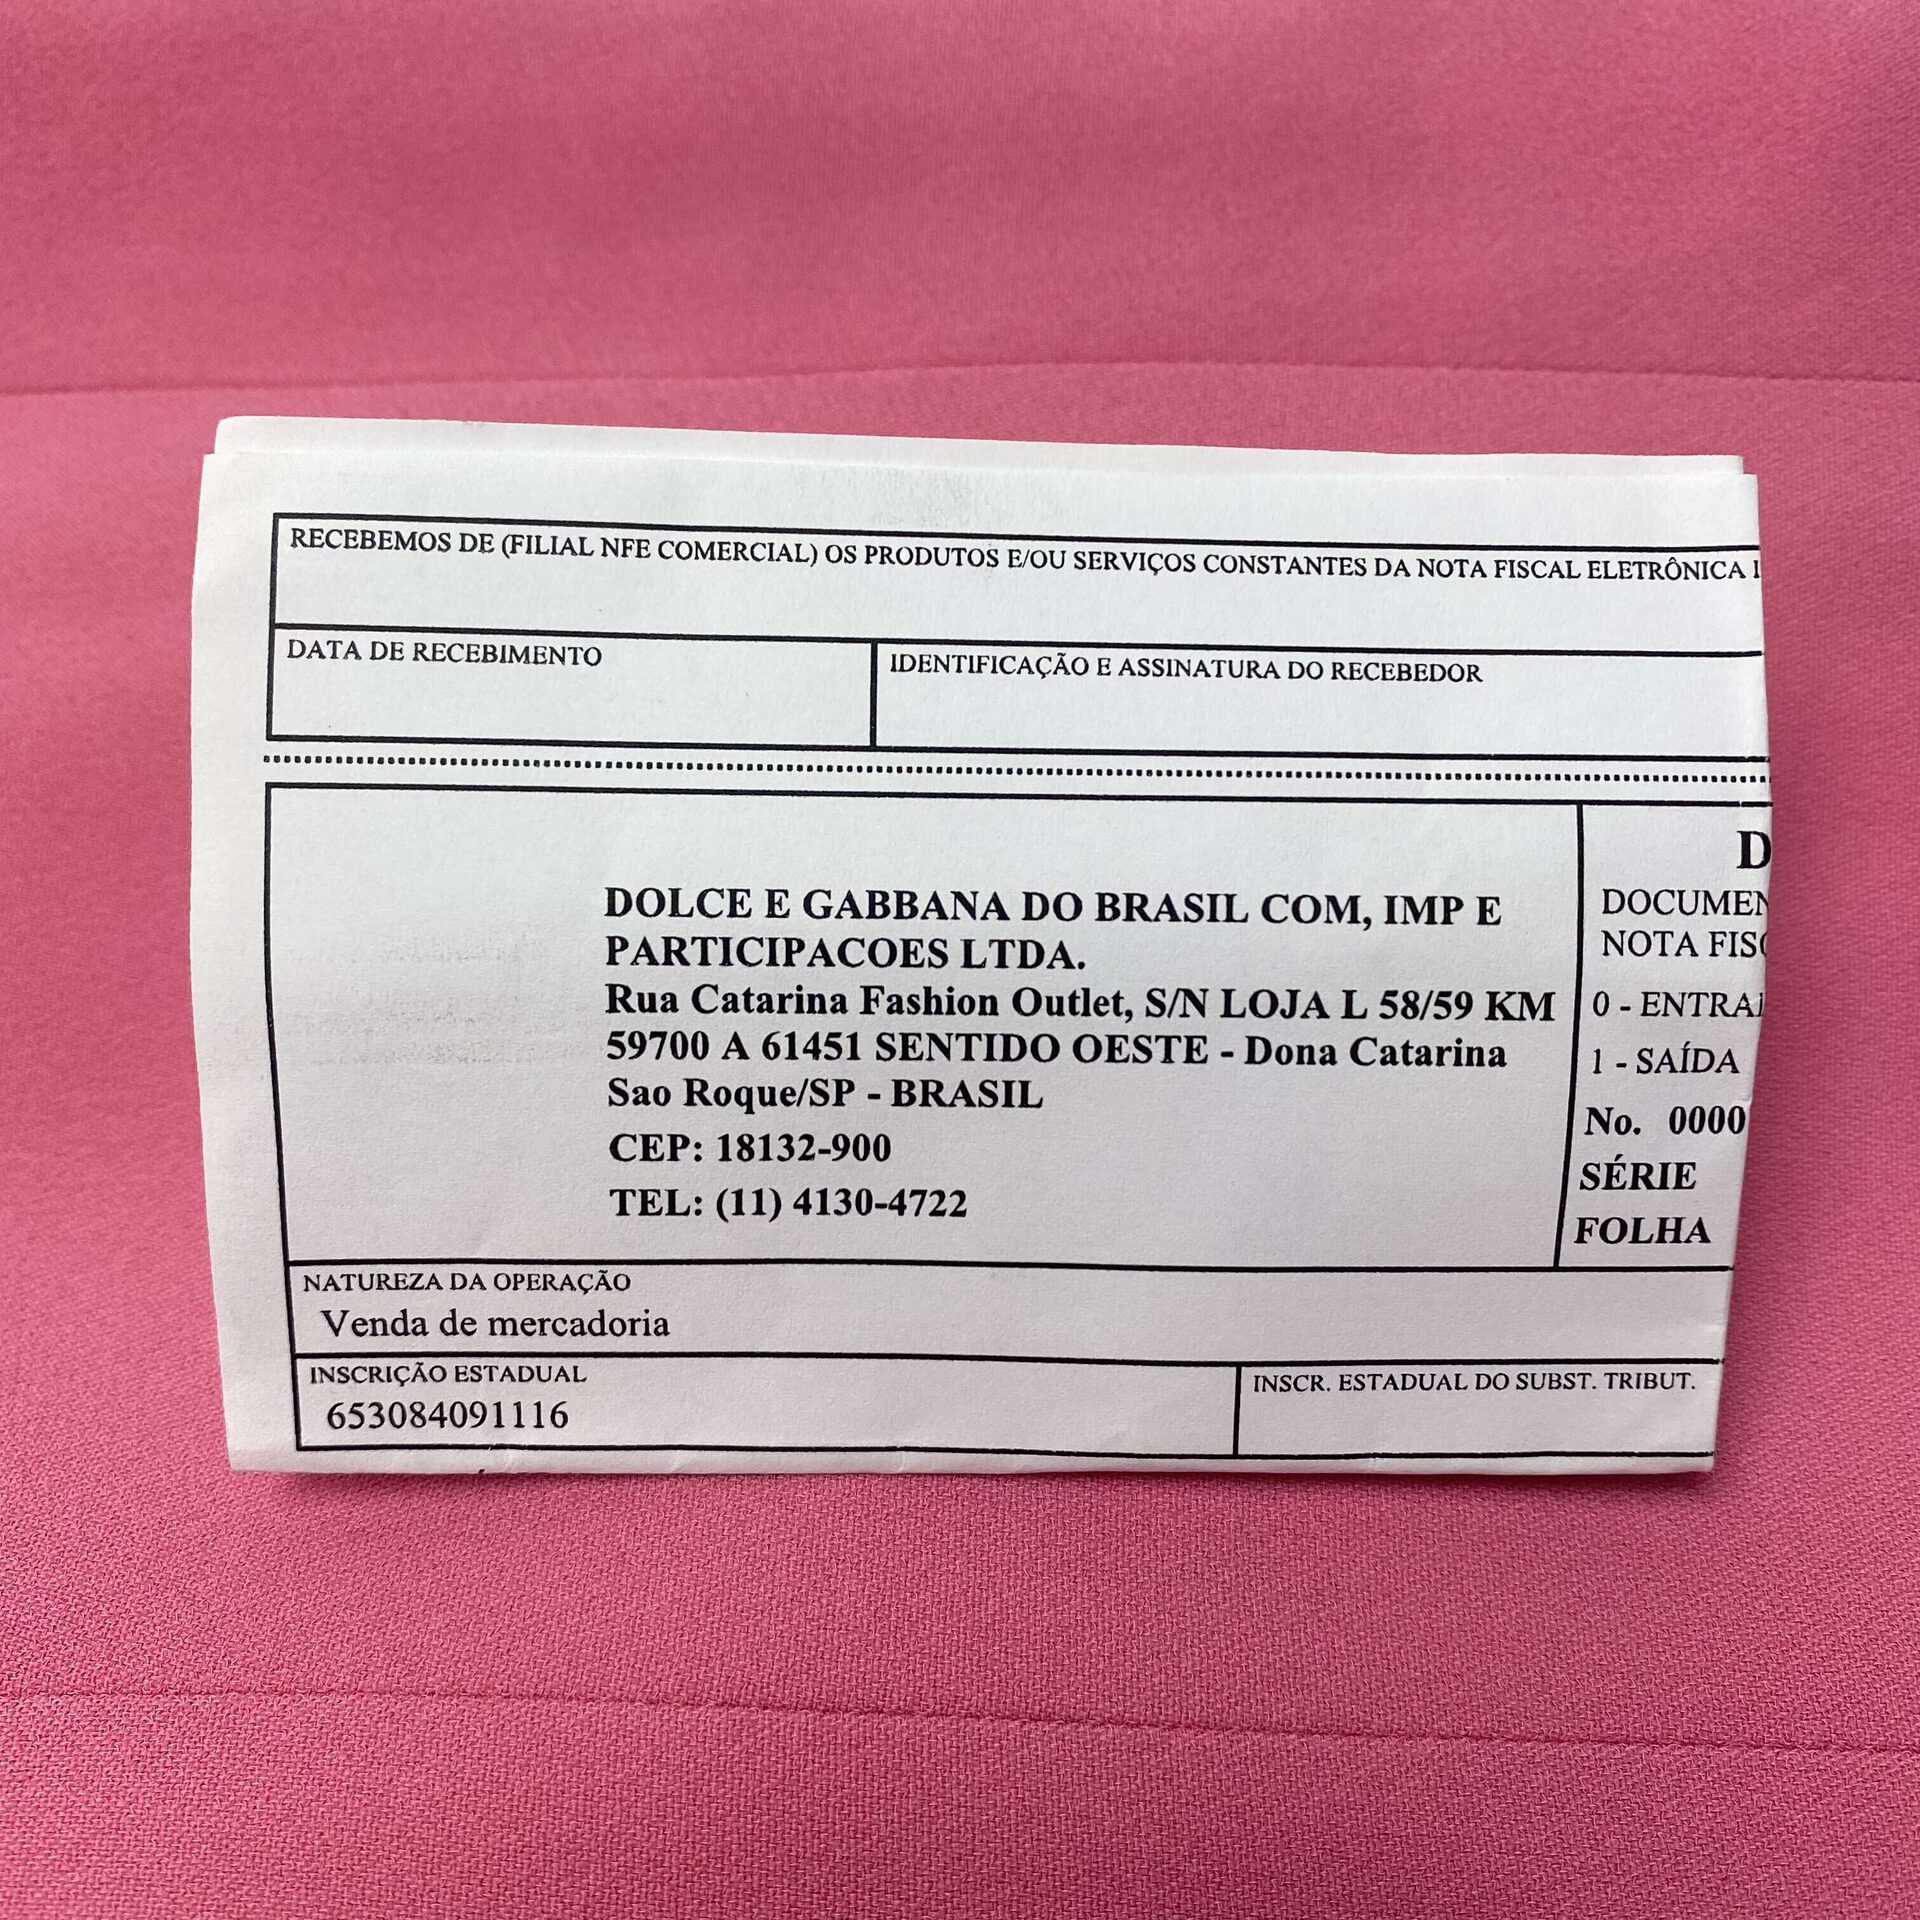 RECEBEMOS DE (FILIAL NFE COMERCIAL) OS PRODUTOS E/OU SERVIÇOS CONSTANTES DA NOTA FISCAL ELETRÔNICA
DATA DE RECEBIMENTO
IDENTIFICAÇÃO E ASSINATURA DO RECEBEDOR
DOLCE E GABBANA DO BRASIL COM, IMP E
PARTICIPACOES LTDA.
Rua Catarina Fashion Outlet, S/N LOJA L 58/59 KM
59700 A 61451 SENTIDO OESTE - Dona Catarina
Sao Roque/SP - BRASIL
CEP: 18132-900
TEL: (11) 4130-4722
D
DOCUMEN
NOTA FISC
0 - ENTRA
1 - SAÍDA
No. 0000
SÉRIE
FOLHA
NATUREZA DA OPERAÇÃO
Venda de mercadoria
INSCRIÇÃO ESTADUAL
653084091116
INSCR. ESTADUAL DO SUBST. TRIBUT.